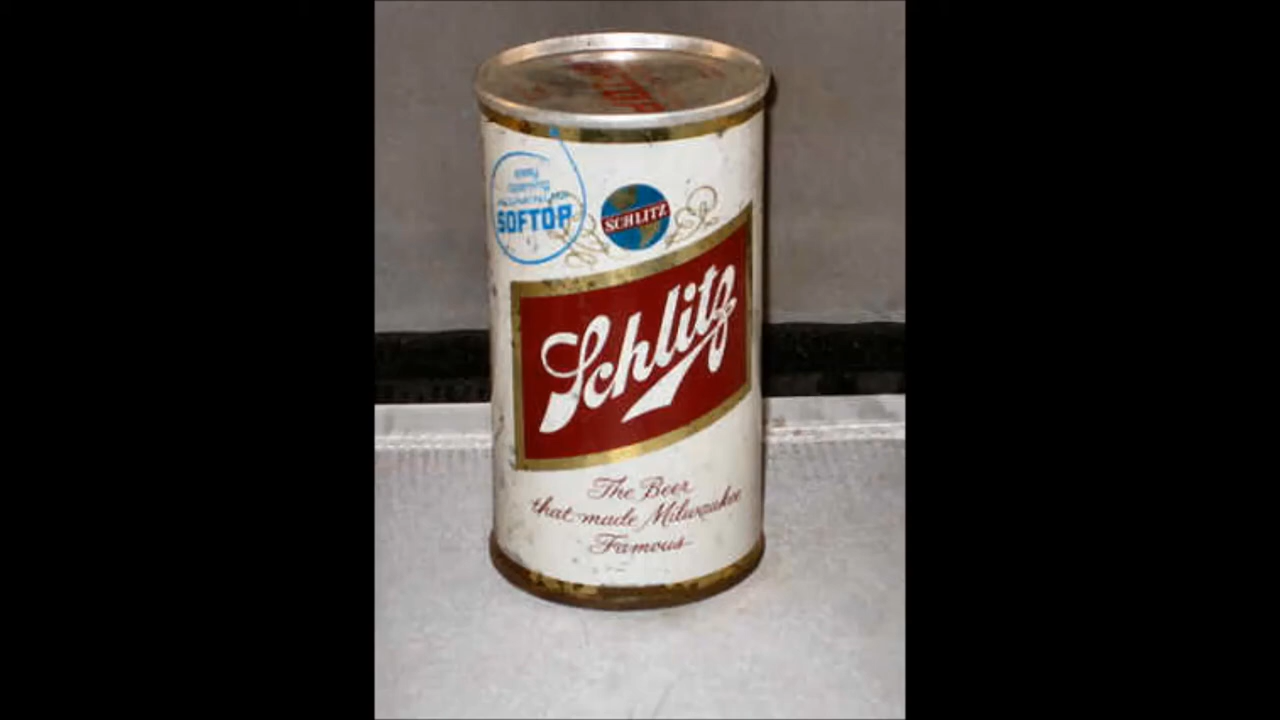 SOFTOP
SCHLITZ
Schlitz
The Beer
that made Milwaukee
Famous